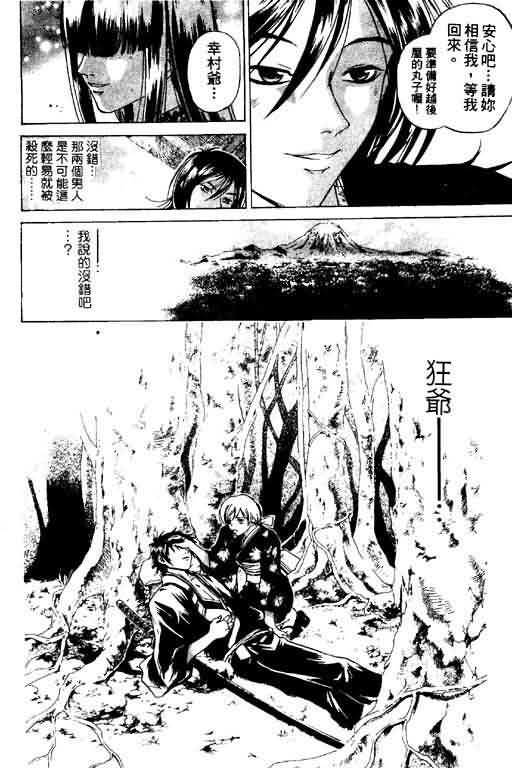 安心吧…請妳
相信我，等我
回來。
要準備好越後
屋的丸子喔！
幸村爺…
沒錯……
那兩個男人
是不可能這
麼輕易就被
殺死的……
我說的沒錯吧
…？
狂爺——…